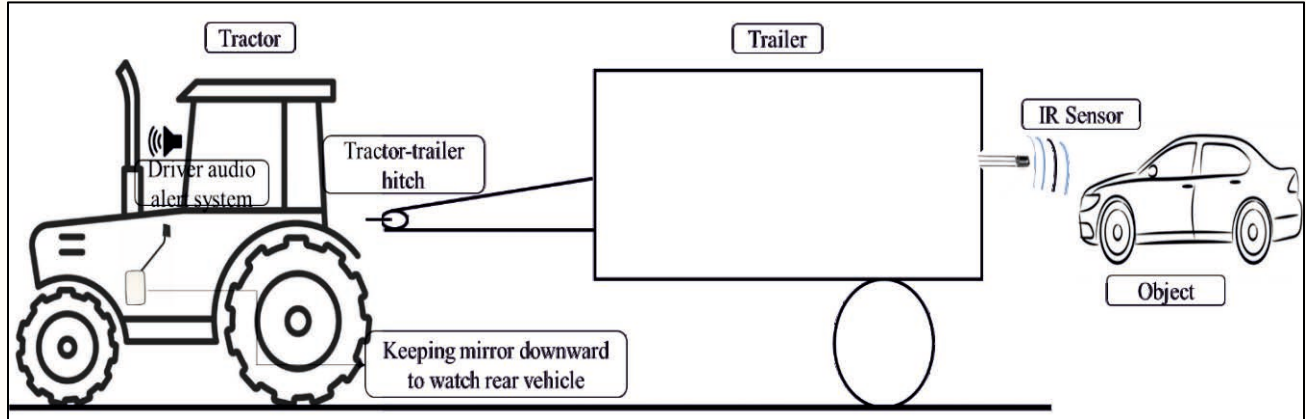 Tractor
Trailer
IR Sensor
Driver audio
alert system
Tractor-trailer
hitch
Object
Keeping mirror downward
to watch rear vehicle